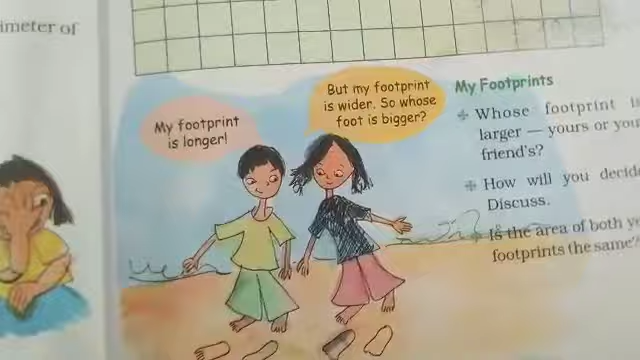 imeter of
My footprint
is longer!
But my footprint
is wider. So whose
foot is bigger?
My Footprints
Whose footprint is
larger — yours or you
friend's?
How will you decid
Discuss.
Is the area of both y
footprints the same?